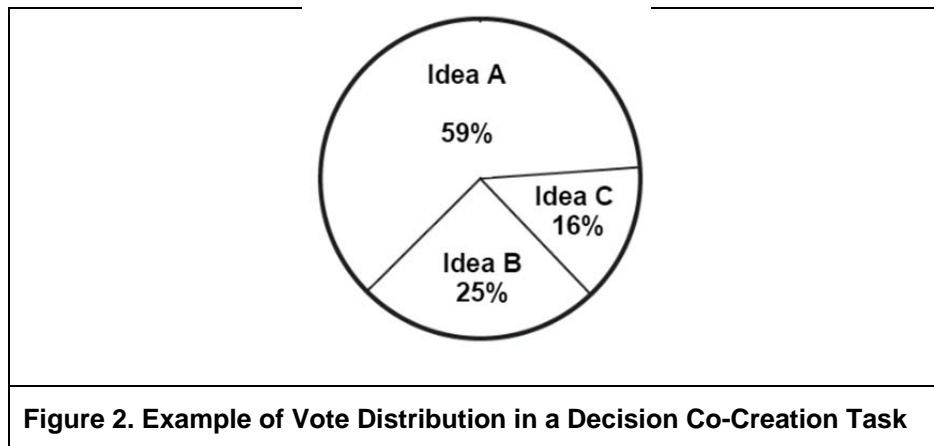 Idea A
59%
Idea C
16%
Idea B
25%
Figure 2. Example of Vote Distribution in a Decision Co-Creation Task